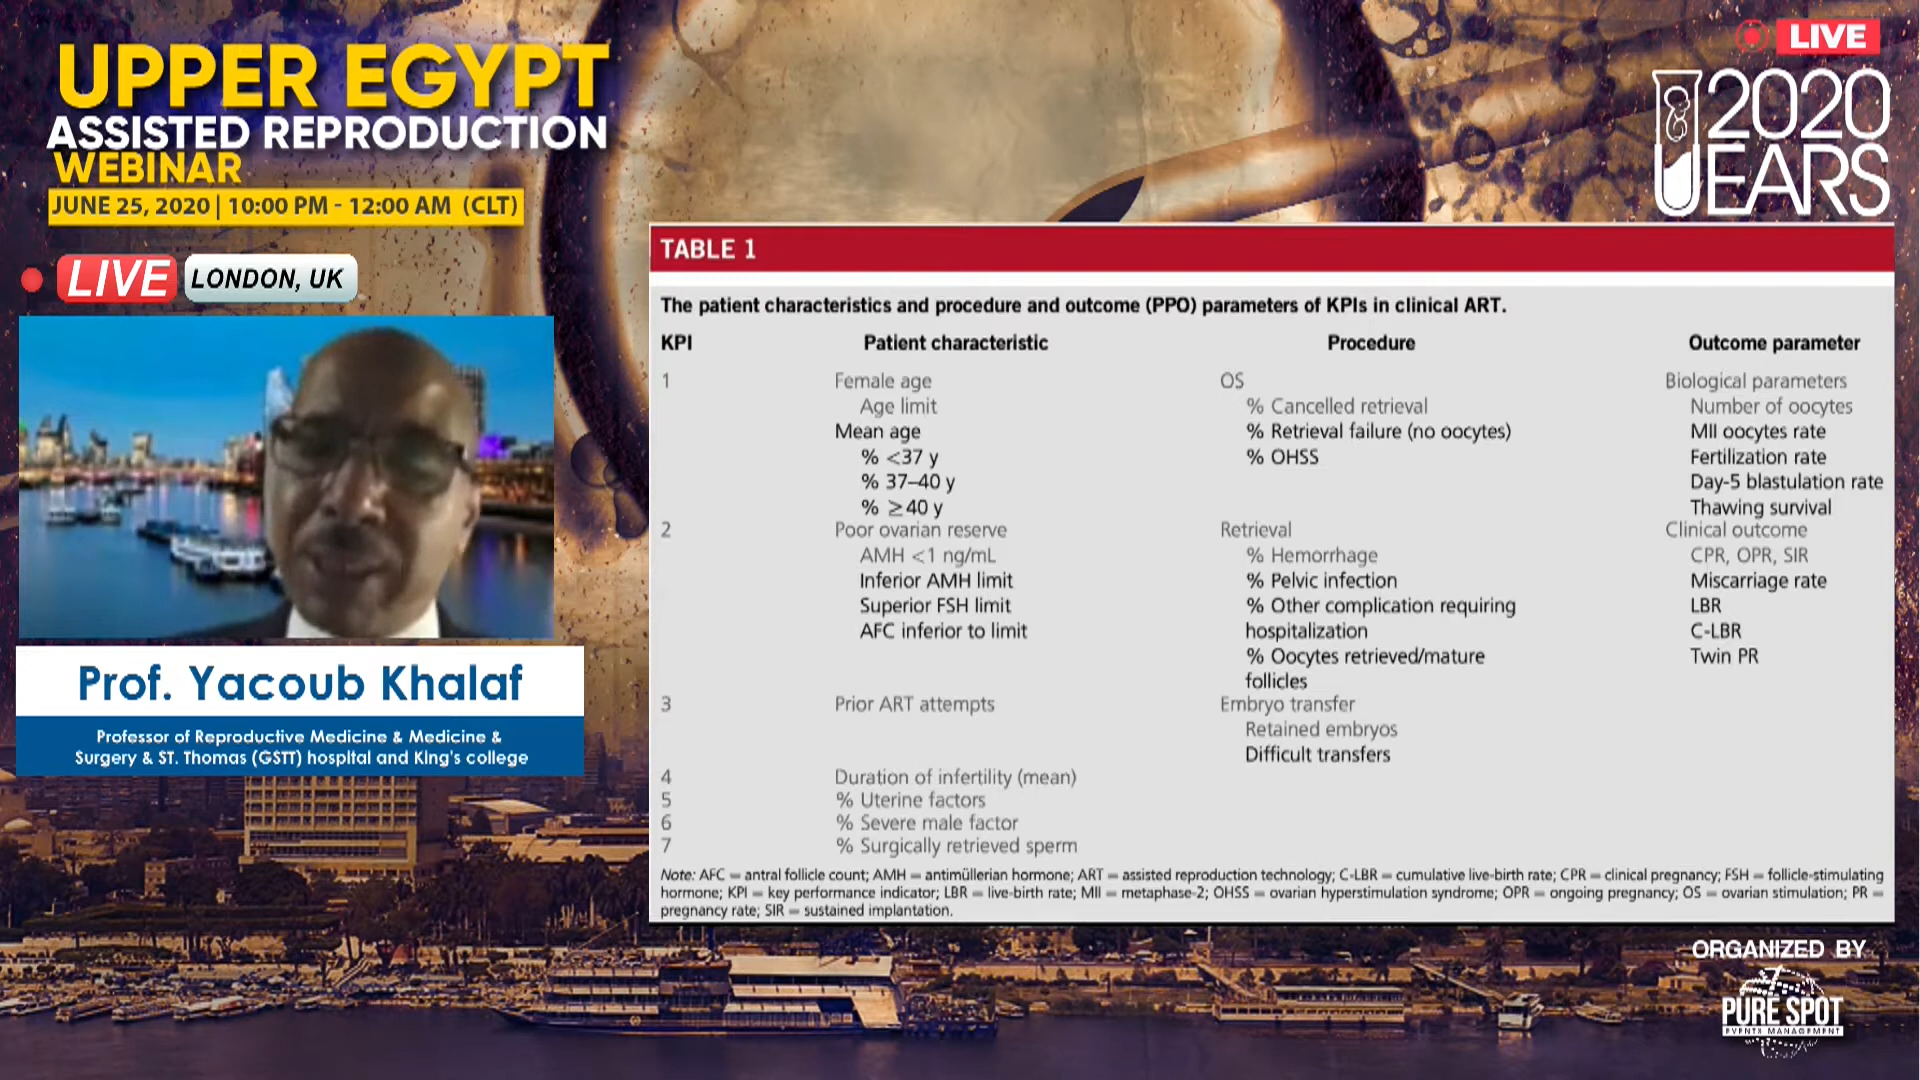 UPPER EGYPT
ASSISTED REPRODUCTION
WEBINAR
JUNE 25, 2020 | 10:00 PM - 12:00 AM (CLT)
LIVE
LONDON, UK
Prof. Yacoub Khalaf
Professor of Reproductive Medicine & Medicine &
Surgery & ST. Thomas (GSTT) hospital and King's college
LIVE
2020
UEARS
TABLE 1
The patient characteristics and procedure and outcome (PPO) parameters of KPIs in clinical ART.
KPI Patient characteristic Procedure Outcome parameter
1 Female age OS Biological parameters
Age limit % Cancelled retrieval Number of oocytes
Mean age % Retrieval failure (no oocytes) MII oocytes rate
% <37 y % OHSS Fertilization rate
% 37–40 y Day-5 blastulation rate
% ≥40 y Thawing survival
2 Poor ovarian reserve Retrieval Clinical outcome
AMH <1 ng/mL % Hemorrhage CPR, OPR, SIR
Inferior AMH limit % Pelvic infection Miscarriage rate
Superior FSH limit % Other complication requiring LBR
AFC inferior to limit hospitalization C-LBR
% Oocytes retrieved/mature Twin PR
follicles
3 Prior ART attempts Embryo transfer
Retained embryos
Difficult transfers
4 Duration of infertility (mean)
5 % Uterine factors
6 % Severe male factor
7 % Surgically retrieved sperm
Note: AFC = antral follicle count; AMH = antimüllerian hormone; ART = assisted reproduction technology; C-LBR = cumulative live-birth rate; CPR = clinical pregnancy; FSH = follicle-stimulating
hormone; KPI = key performance indicator; LBR = live-birth rate; MII = metaphase-2; OHSS = ovarian hyperstimulation syndrome; OPR = ongoing pregnancy; OS = ovarian stimulation; PR =
pregnancy rate; SIR = sustained implantation.
ORGANIZED BY
PURE SPOT
EVENTS MANAGEMENT